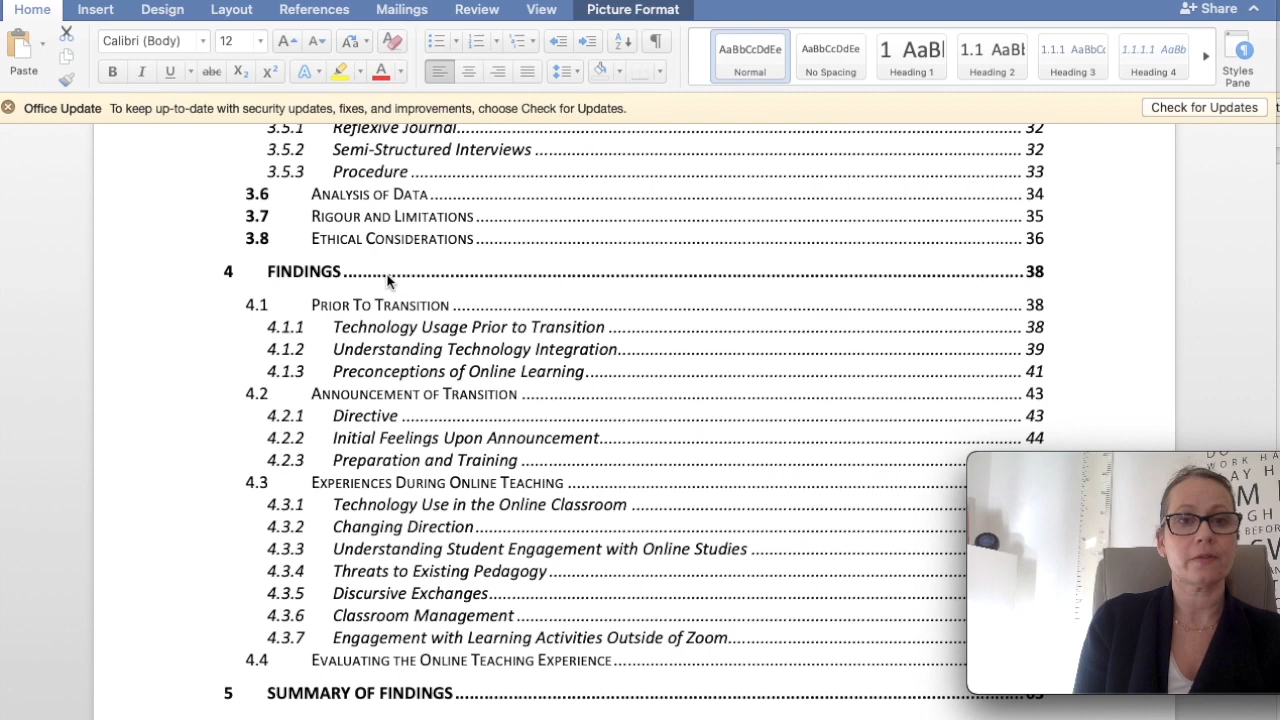 Home Insert Design Layout References Mailings Review View Picture Format Share
Paste Calibri (Body) 12 A A Aa
B I U abc X2 X2 A A
AaBbCcDdEe AaBbCcDdEe 1 AaBl 1.1 AaBb 1.1.1 AaBbCc 1.1.1.1 AaBb
Normal No Spacing Heading 1 Heading 2 Heading 3 Heading 4 Styles Pane
Office Update To keep up-to-date with security updates, fixes, and improvements, choose Check for Updates. Check for Updates
3.5.1 Reflexive Journal 32
3.5.2 Semi-Structured Interviews 32
3.5.3 Procedure 33
3.6 Analysis of Data 34
3.7 Rigour and Limitations 35
3.8 Ethical Considerations 36
4 FINDINGS 38
4.1 Prior To Transition 38
4.1.1 Technology Usage Prior to Transition 38
4.1.2 Understanding Technology Integration 39
4.1.3 Preconceptions of Online Learning 41
4.2 Announcement of Transition 43
4.2.1 Directive 43
4.2.2 Initial Feelings Upon Announcement 44
4.2.3 Preparation and Training
4.3 Experiences During Online Teaching
4.3.1 Technology Use in the Online Classroom
4.3.2 Changing Direction
4.3.3 Understanding Student Engagement with Online Studies
4.3.4 Threats to Existing Pedagogy
4.3.5 Discursive Exchanges
4.3.6 Classroom Management
4.3.7 Engagement with Learning Activities Outside of Zoom
4.4 Evaluating the Online Teaching Experience
5 SUMMARY OF FINDINGS
WORK HA